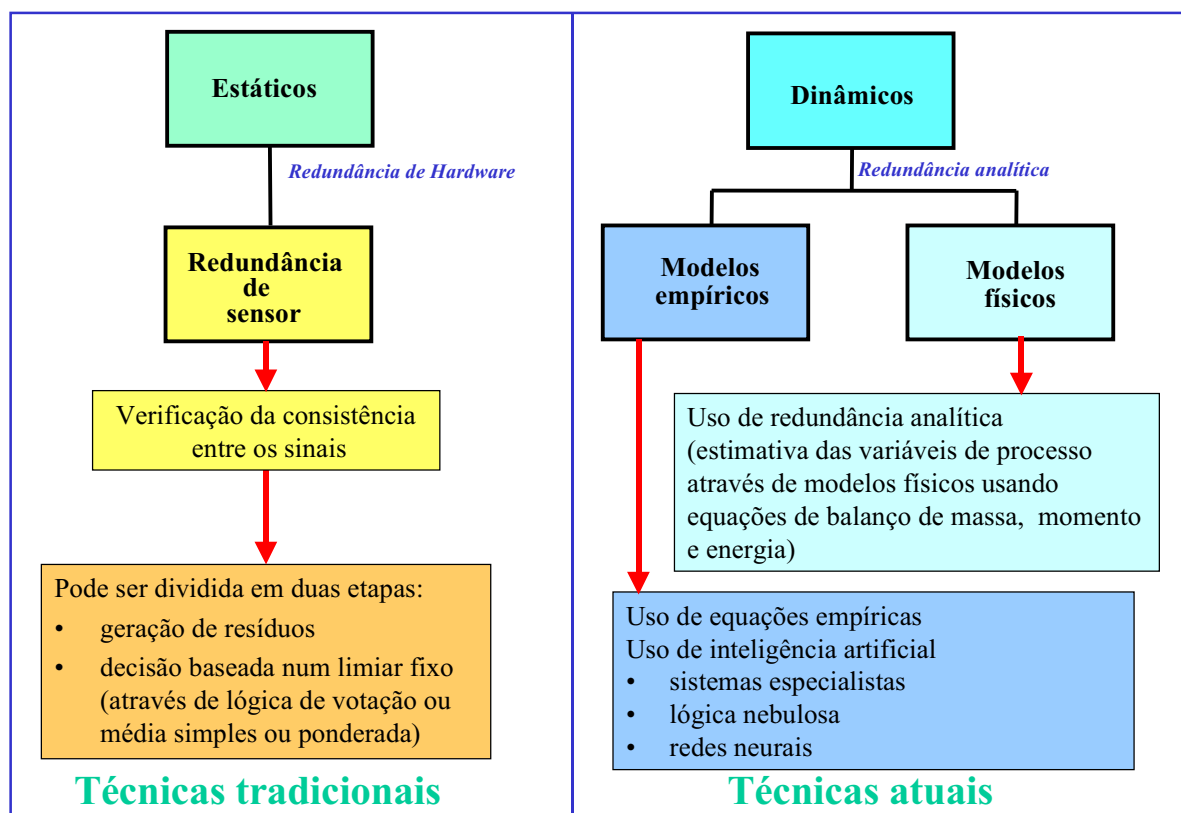 Estáticos
Redundância de Hardware
Redundância
de
sensor
Verificação da consistência
entre os sinais
Pode ser dividida em duas etapas:
• geração de resíduos
• decisão baseada num limiar fixo
(através de lógica de votação ou
média simples ou ponderada)
Técnicas tradicionais
Dinâmicos
Redundância analítica
Modelos
empíricos
Modelos
físicos
Uso de redundância analítica
(estimativa das variáveis de processo
através de modelos físicos usando
equações de balanço de massa, momento
e energia)
Uso de equações empíricas
Uso de inteligência artificial
• sistemas especialistas
• lógica nebulosa
• redes neurais
Técnicas atuais